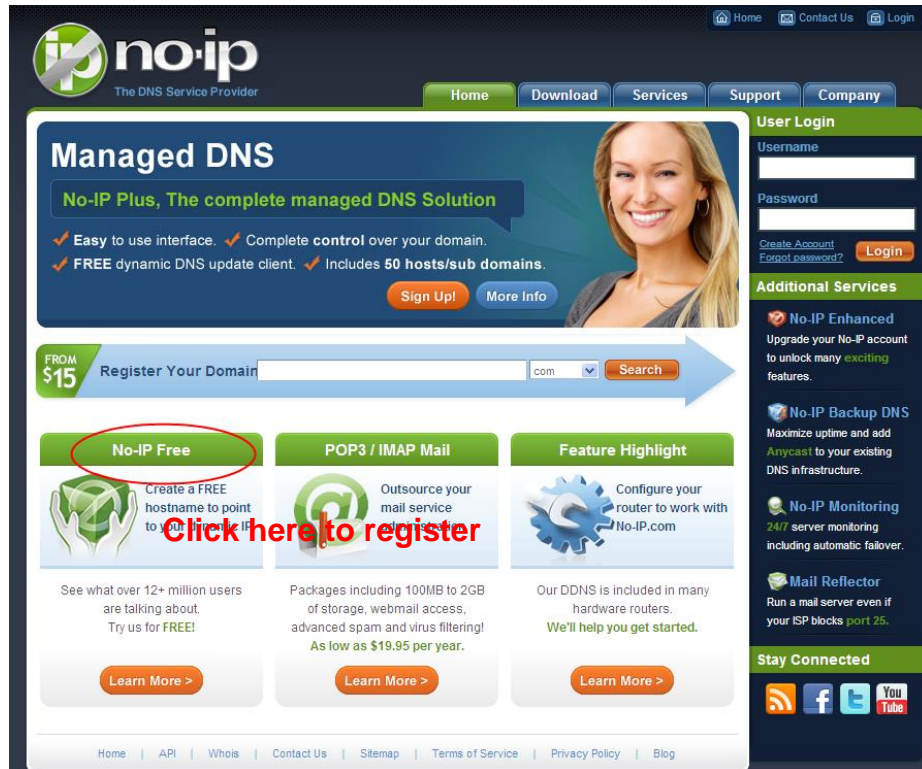 Home Contact Us Login
ip no·ip
The DNS Service Provider
Home Download Services Support Company
Managed DNS
No-IP Plus, The complete managed DNS Solution
Easy to use interface. Complete control over your domain.
FREE dynamic DNS update client. Includes 50 hosts/sub domains.
Sign Up! More Info
FROM
$15
Register Your Domain com Search
No-IP Free
Create a FREE
hostname to point
to your dynamic IP
See what over 12+ million users
are talking about.
Try us for FREE!
Learn More >
POP3 / IMAP Mail
Outsource your
mail service
administration
Packages including 100MB to 2GB
of storage, webmail access,
advanced spam and virus filtering!
As low as $19.95 per year.
Learn More >
Feature Highlight
Configure your
router to work with
No-IP.com
Our DDNS is included in many
hardware routers.
We'll help you get started.
Learn More >
Click here to register
User Login
Username
Password
Create Account
Forgot password? Login
Additional Services
No-IP Enhanced
Upgrade your No-IP account
to unlock many exciting
features.
No-IP Backup DNS
Maximize uptime and add
Anycast to your existing
DNS infrastructure.
No-IP Monitoring
24/7 server monitoring
including automatic failover.
Mail Reflector
Run a mail server even if
your ISP blocks port 25.
Stay Connected
f t You
Tube
Home | API | Whois | Contact Us | Sitemap | Terms of Service | Privacy Policy | Blog